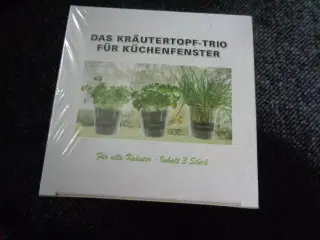 DAS KRÄUTERTOPF-TRIO
FÜR KÜCHENFENSTER
Für alle Kräuter - Inhalt 3 Stück